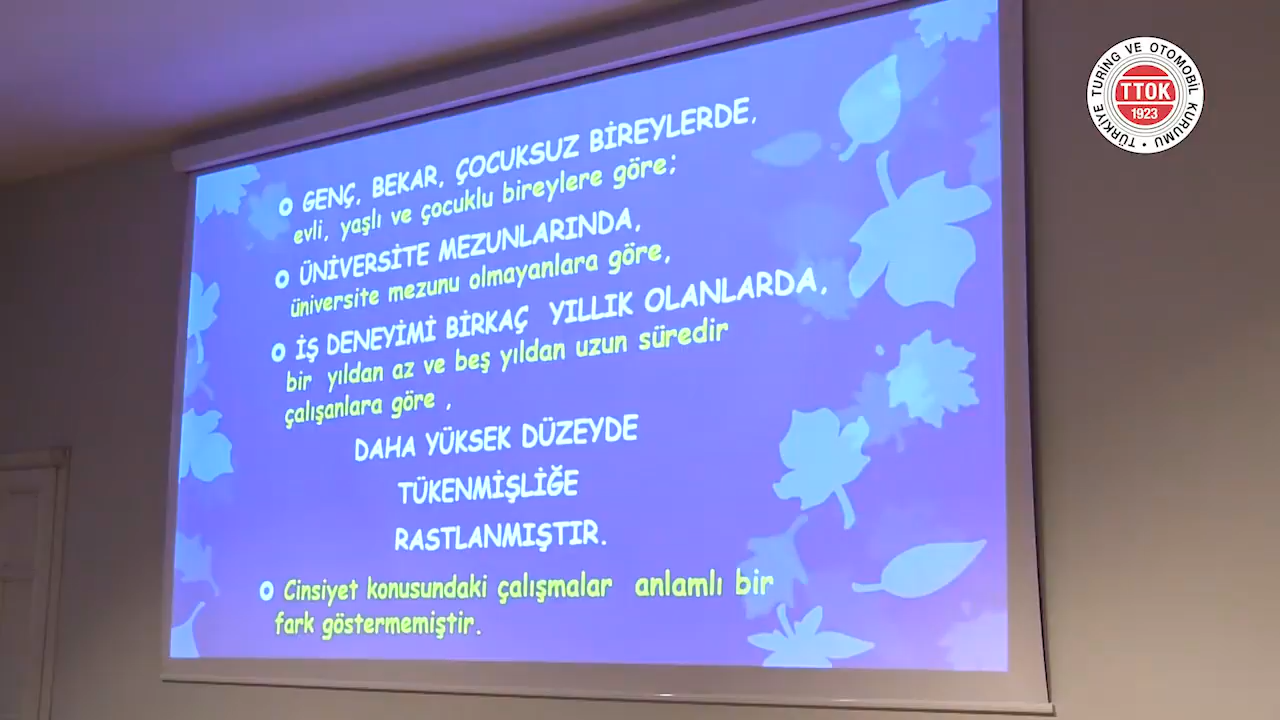 GENÇ, BEKAR, ÇOCUKSUZ BİREYLERDE,
evli, yaşlı ve çocuklu bireylere göre;
ÜNİVERSİTE MEZUNLARINDA,
üniversite mezunu olmayanlara göre,
İŞ DENEYİMİ BİRKAÇ YILLIK OLANLARDA,
bir yıldan az ve beş yıldan uzun süredir
çalışanlara göre ,
DAHA YÜKSEK DÜZEYDE
TÜKENMİŞLİĞE
RASTLANMIŞTIR.
Cinsiyet konusundaki çalışmalar anlamlı bir
fark göstermemiştir.
TÜRKİYE TURİNG VE OTOMOBİL KURUMU
TTOK
1923